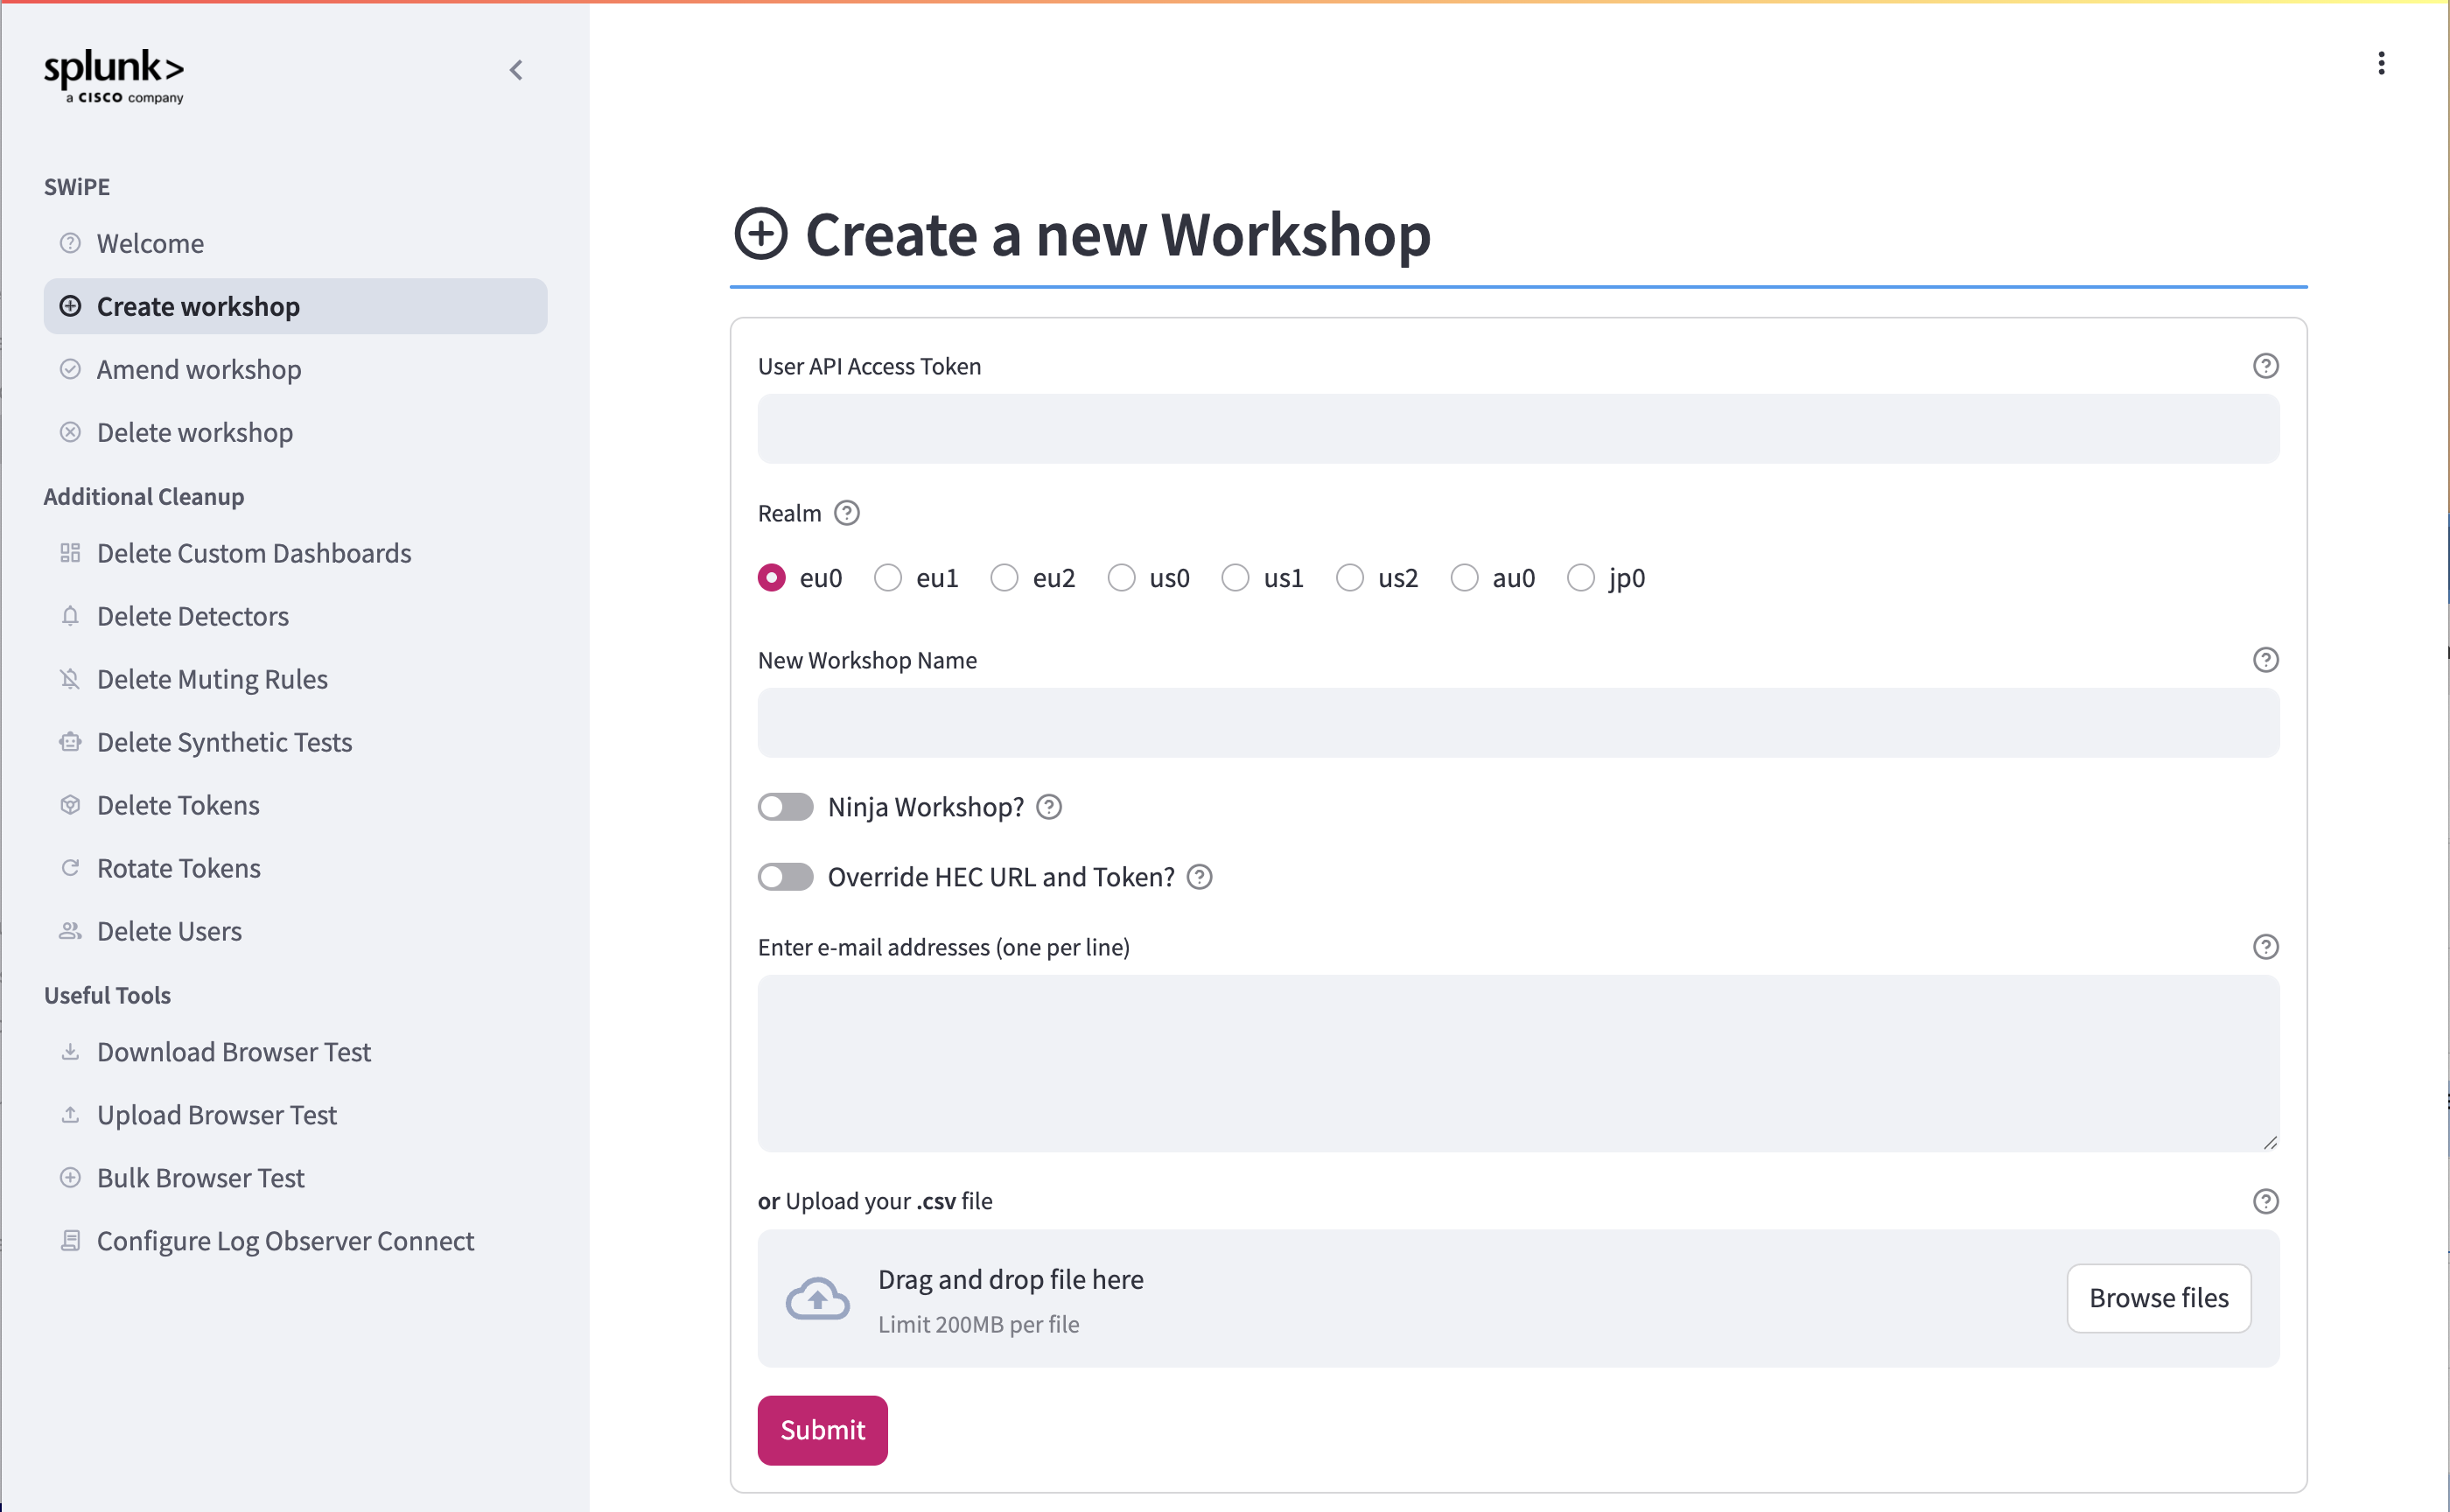 splunk>
a CISCO company
SWiPE
Welcome
Create workshop
Amend workshop
Delete workshop
Additional Cleanup
Delete Custom Dashboards
Delete Detectors
Delete Muting Rules
Delete Synthetic Tests
Delete Tokens
Rotate Tokens
Delete Users
Useful Tools
Download Browser Test
Upload Browser Test
Bulk Browser Test
Configure Log Observer Connect
Create a new Workshop
User API Access Token
Realm
eu0 eu1 eu2 us0 us1 us2 au0 jp0
New Workshop Name
Ninja Workshop?
Override HEC URL and Token?
Enter e-mail addresses (one per line)
or Upload your .csv file
Drag and drop file here
Limit 200MB per file
Browse files
Submit